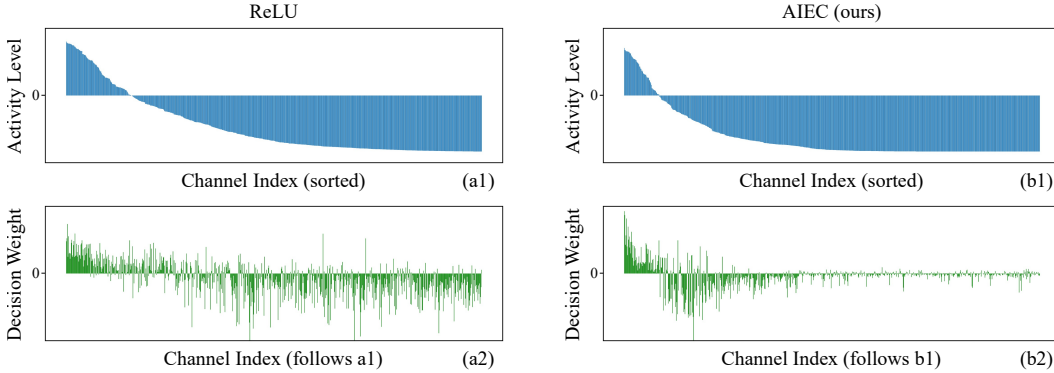 ReLU
Activity Level
0
Channel Index (sorted)
(a1)
AIEC (ours)
Activity Level
0
Channel Index (sorted)
(b1)
Decision Weight
0
Channel Index (follows a1)
(a2)
Decision Weight
0
Channel Index (follows b1)
(b2)